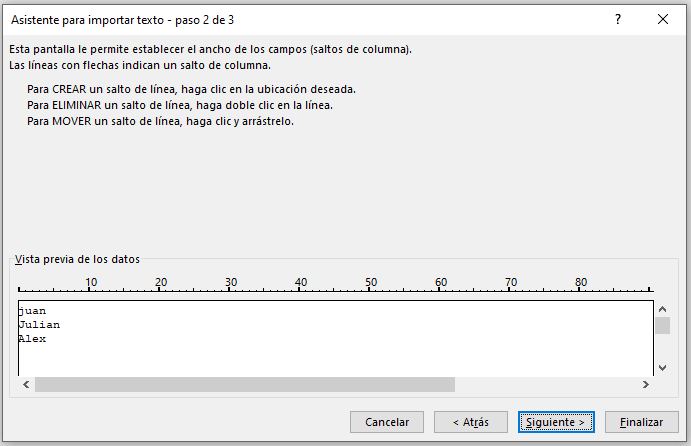 Asistente para importar texto - paso 2 de 3
? ×
Esta pantalla le permite establecer el ancho de los campos (saltos de columna).
Las líneas con flechas indican un salto de columna.
Para CREAR un salto de línea, haga clic en la ubicación deseada.
Para ELIMINAR un salto de línea, haga doble clic en la línea.
Para MOVER un salto de línea, haga clic y arrástrelo.
Vista previa de los datos
10 20 30 40 50 60 70 80
juan
Julian
Alex
Cancelar < Atrás Siguiente > Finalizar